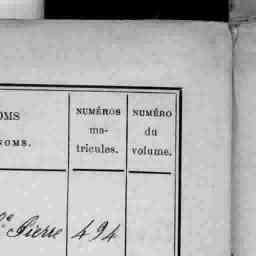 OMS NUMÉROS NUMÉRO
ma- du
NOMS. tricules. volume.
Pierre 494